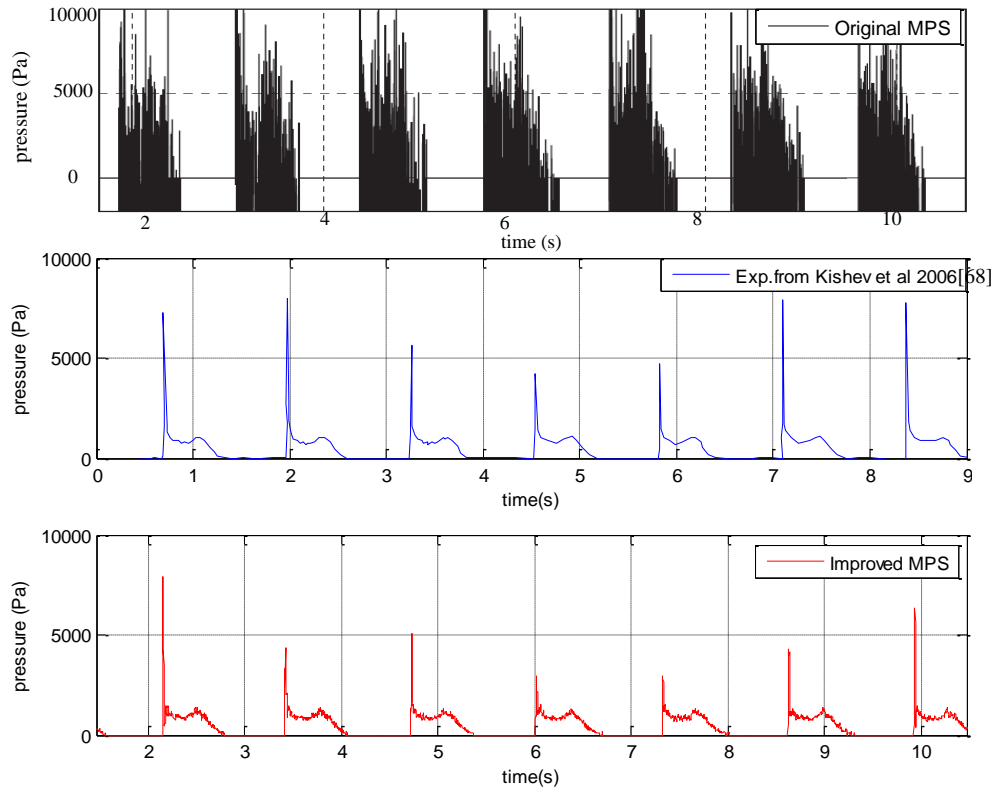 10000
Original MPS
5000
pressure (Pa)
0
2
4
6
8
10
time (s)
10000
Exp.from Kishev et al 2006[68]
5000
pressure (Pa)
0
0 1 2 3 4 5 6 7 8 9
time(s)
10000
Improved MPS
5000
pressure (Pa)
0
2 3 4 5 6 7 8 9 10
time(s)